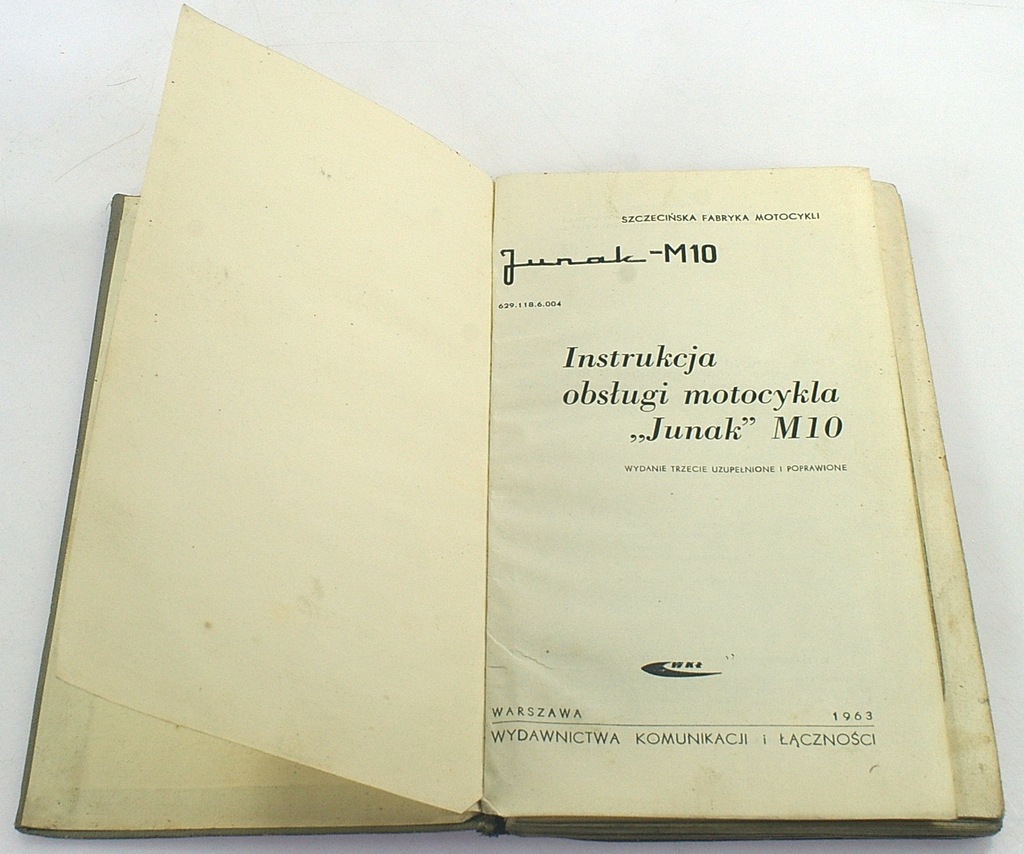 SZCZECIŃSKA FABRYKA MOTOCYKLI
Junak-M10
629.118.6.004
Instrukcja
obsługi motocykla
„Junak” M10
WYDANIE TRZECIE UZUPEŁNIONE I POPRAWIONE
WKŁ
WARSZAWA 1963
WYDAWNICTWA KOMUNIKACJI i ŁĄCZNOŚCI